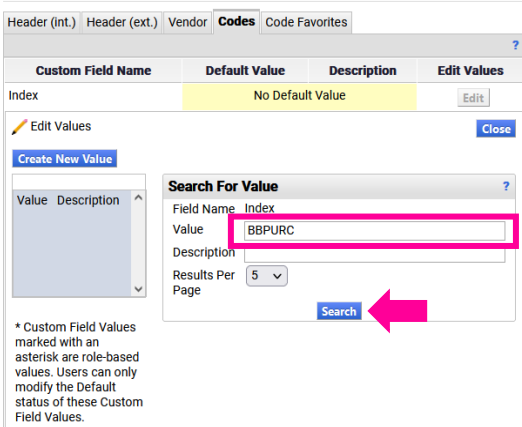 Header (int.) Header (ext.) Vendor Codes Code Favorites
?
Custom Field Name Default Value Description Edit Values
Index No Default Value Edit
Edit Values Close
Create New Value
Value Description
Search For Value ?
Field Name Index
Value BBPURC
Description
Results Per Page 5
Search
* Custom Field Values
marked with an
asterisk are role-based
values. Users can only
modify the Default
status of these Custom
Field Values.